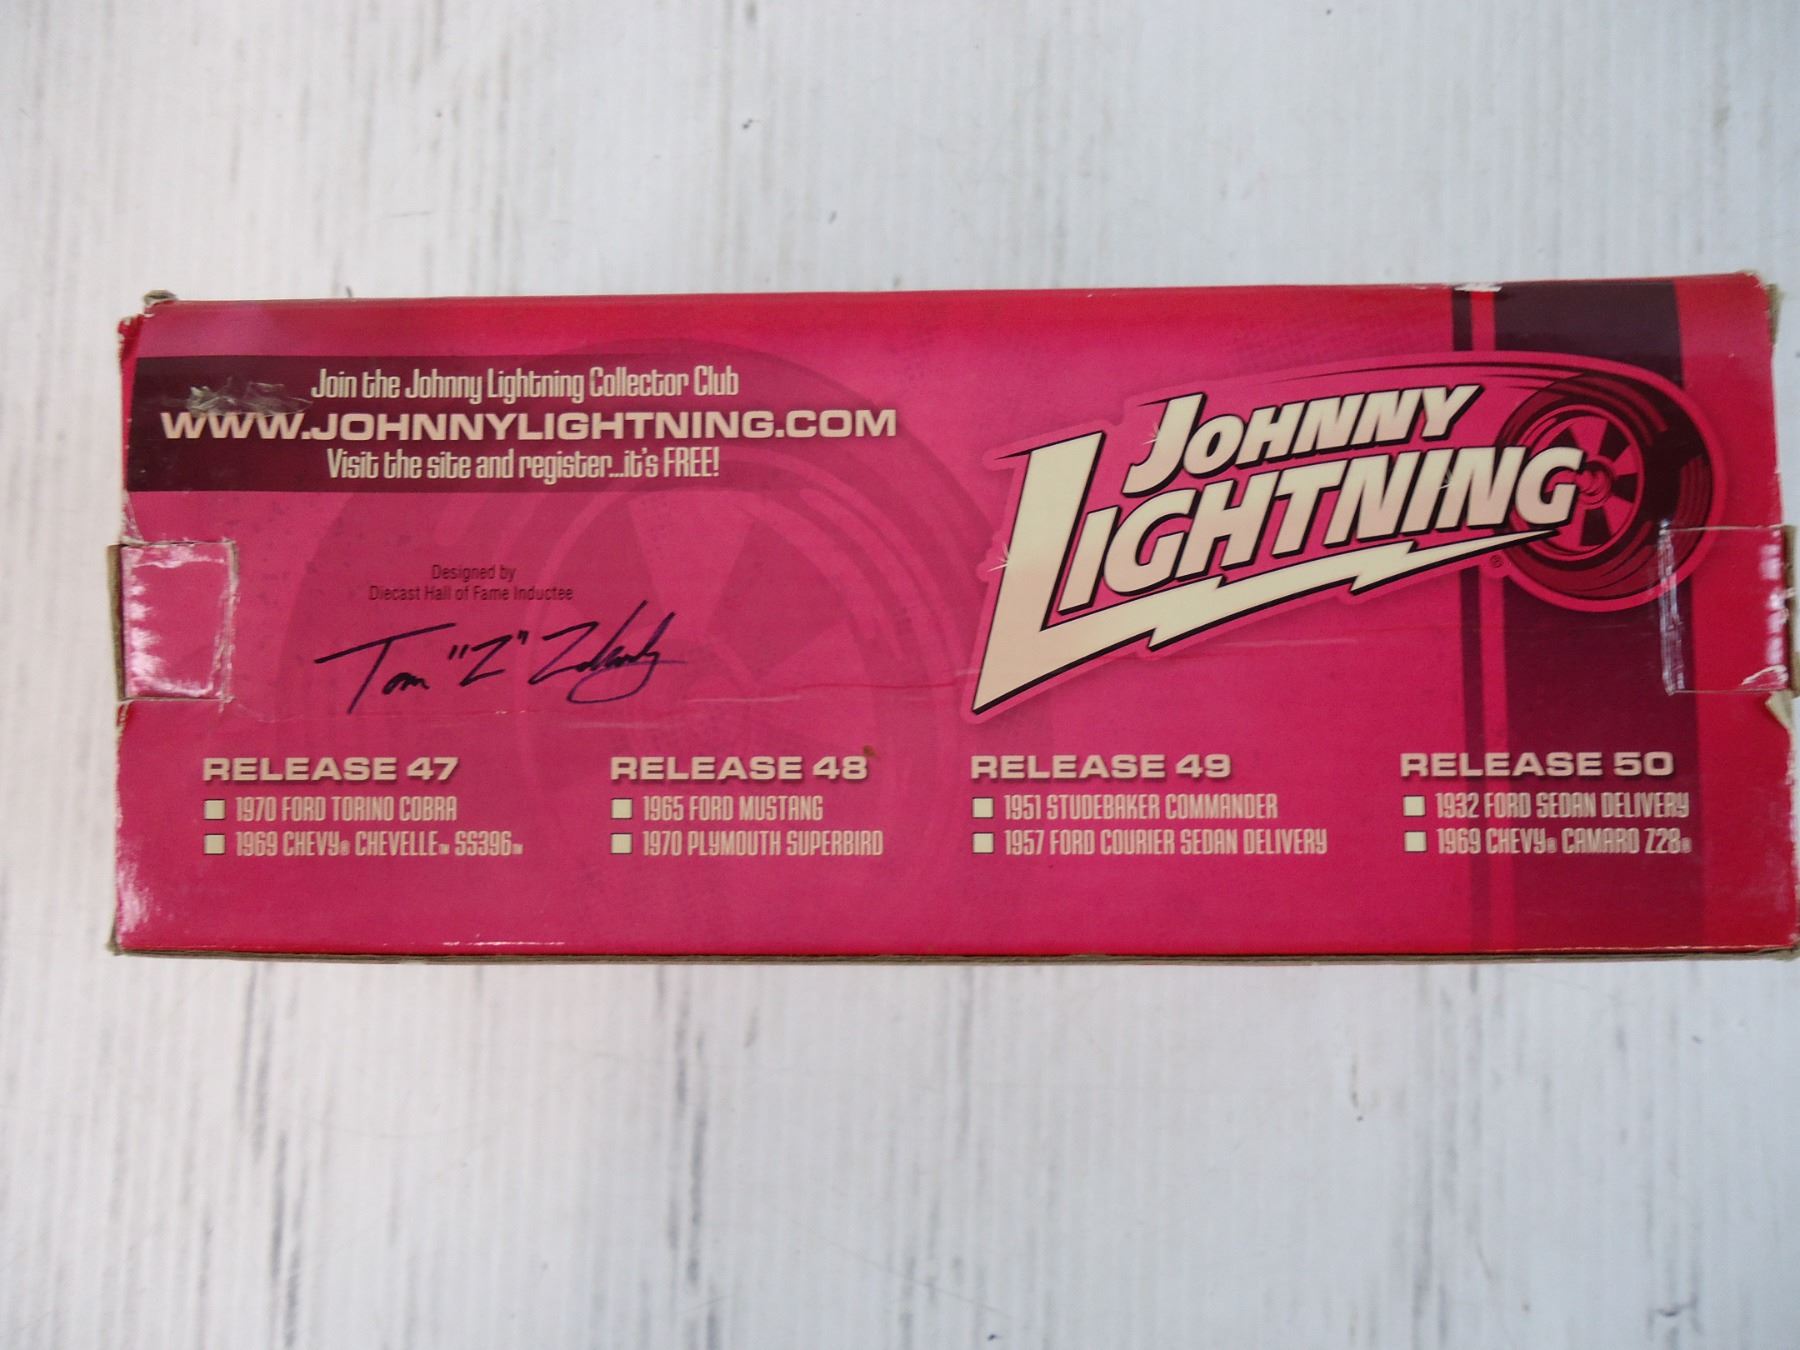 Join the Johnny Lightning Collector Club
WWW.JOHNNYLIGHTNING.COM
Visit the site and register...it's FREE!
JOHNNY
LIGHTNING®
Designed by
Diecast Hall of Fame Inductee
Tom "Z"
RELEASE 47
1970 FORD TORINO COBRA
1969 CHEVY® CHEVELLE™ SS396™
RELEASE 48
1965 FORD MUSTANG
1970 PLYMOUTH SUPERBIRD
RELEASE 49
1951 STUDEBAKER COMMANDER
1957 FORD COURIER SEDAN DELIVERY
RELEASE 50
1932 FORD SEDAN DELIVERY
1969 CHEVY® CAMARO Z28®